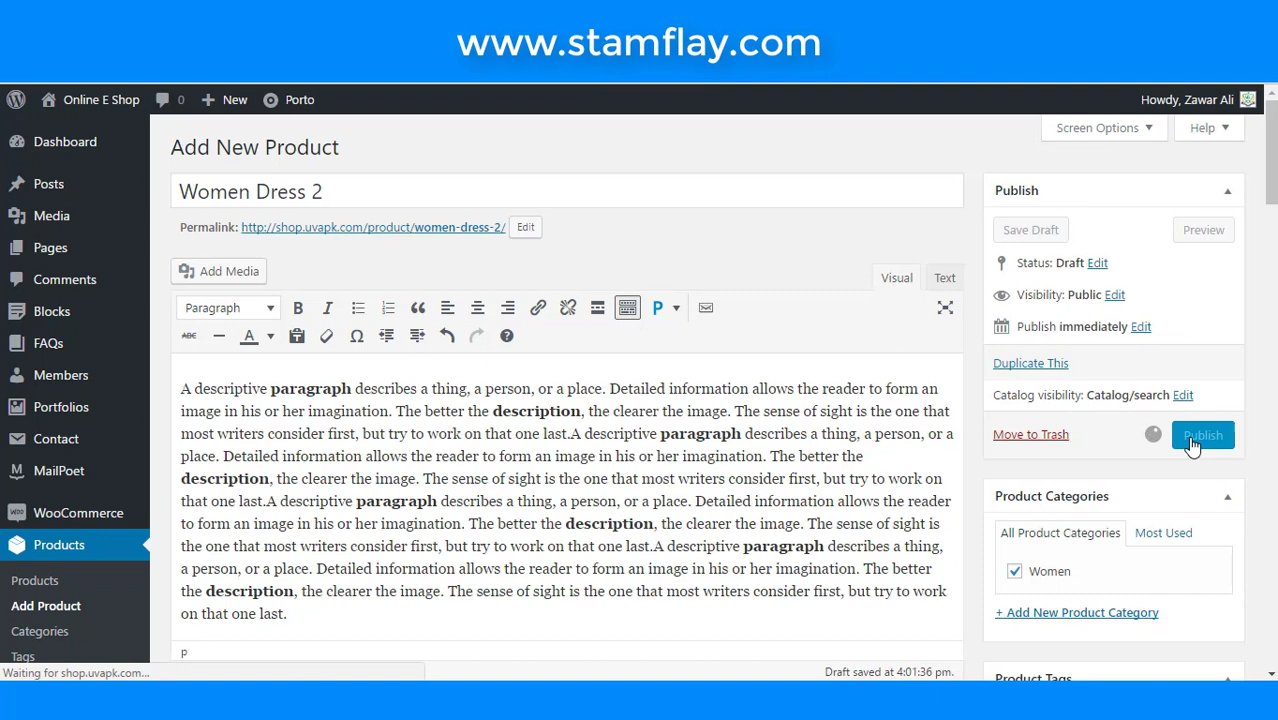 www.stamflay.com
Online E Shop 0 New Porto Howdy, Zawar Ali
Screen Options Help
Dashboard
Posts
Media
Pages
Comments
Blocks
FAQs
Members
Portfolios
Contact
MailPoet
WooCommerce
Products
Products
Add Product
Categories
Tags
Add New Product
Women Dress 2
Permalink: http://shop.uvapk.com/product/women-dress-2/ Edit
Add Media
Visual Text
Paragraph B I P
ABC A
A descriptive paragraph describes a thing, a person, or a place. Detailed information allows the reader to form an
image in his or her imagination. The better the description, the clearer the image. The sense of sight is the one that
most writers consider first, but try to work on that one last.A descriptive paragraph describes a thing, a person, or a
place. Detailed information allows the reader to form an image in his or her imagination. The better the
description, the clearer the image. The sense of sight is the one that most writers consider first, but try to work on
that one last.A descriptive paragraph describes a thing, a person, or a place. Detailed information allows the reader
to form an image in his or her imagination. The better the description, the clearer the image. The sense of sight is
the one that most writers consider first, but try to work on that one last.A descriptive paragraph describes a thing,
a person, or a place. Detailed information allows the reader to form an image in his or her imagination. The better
the description, the clearer the image. The sense of sight is the one that most writers consider first, but try to work
on that one last.
p
Draft saved at 4:01:36 pm.
Waiting for shop.uvapk.com...
Publish
Save Draft Preview
Status: Draft Edit
Visibility: Public Edit
Publish immediately Edit
Duplicate This
Catalog visibility: Catalog/search Edit
Move to Trash Publish
Product Categories
All Product Categories Most Used
Women
+ Add New Product Category
Product Tags